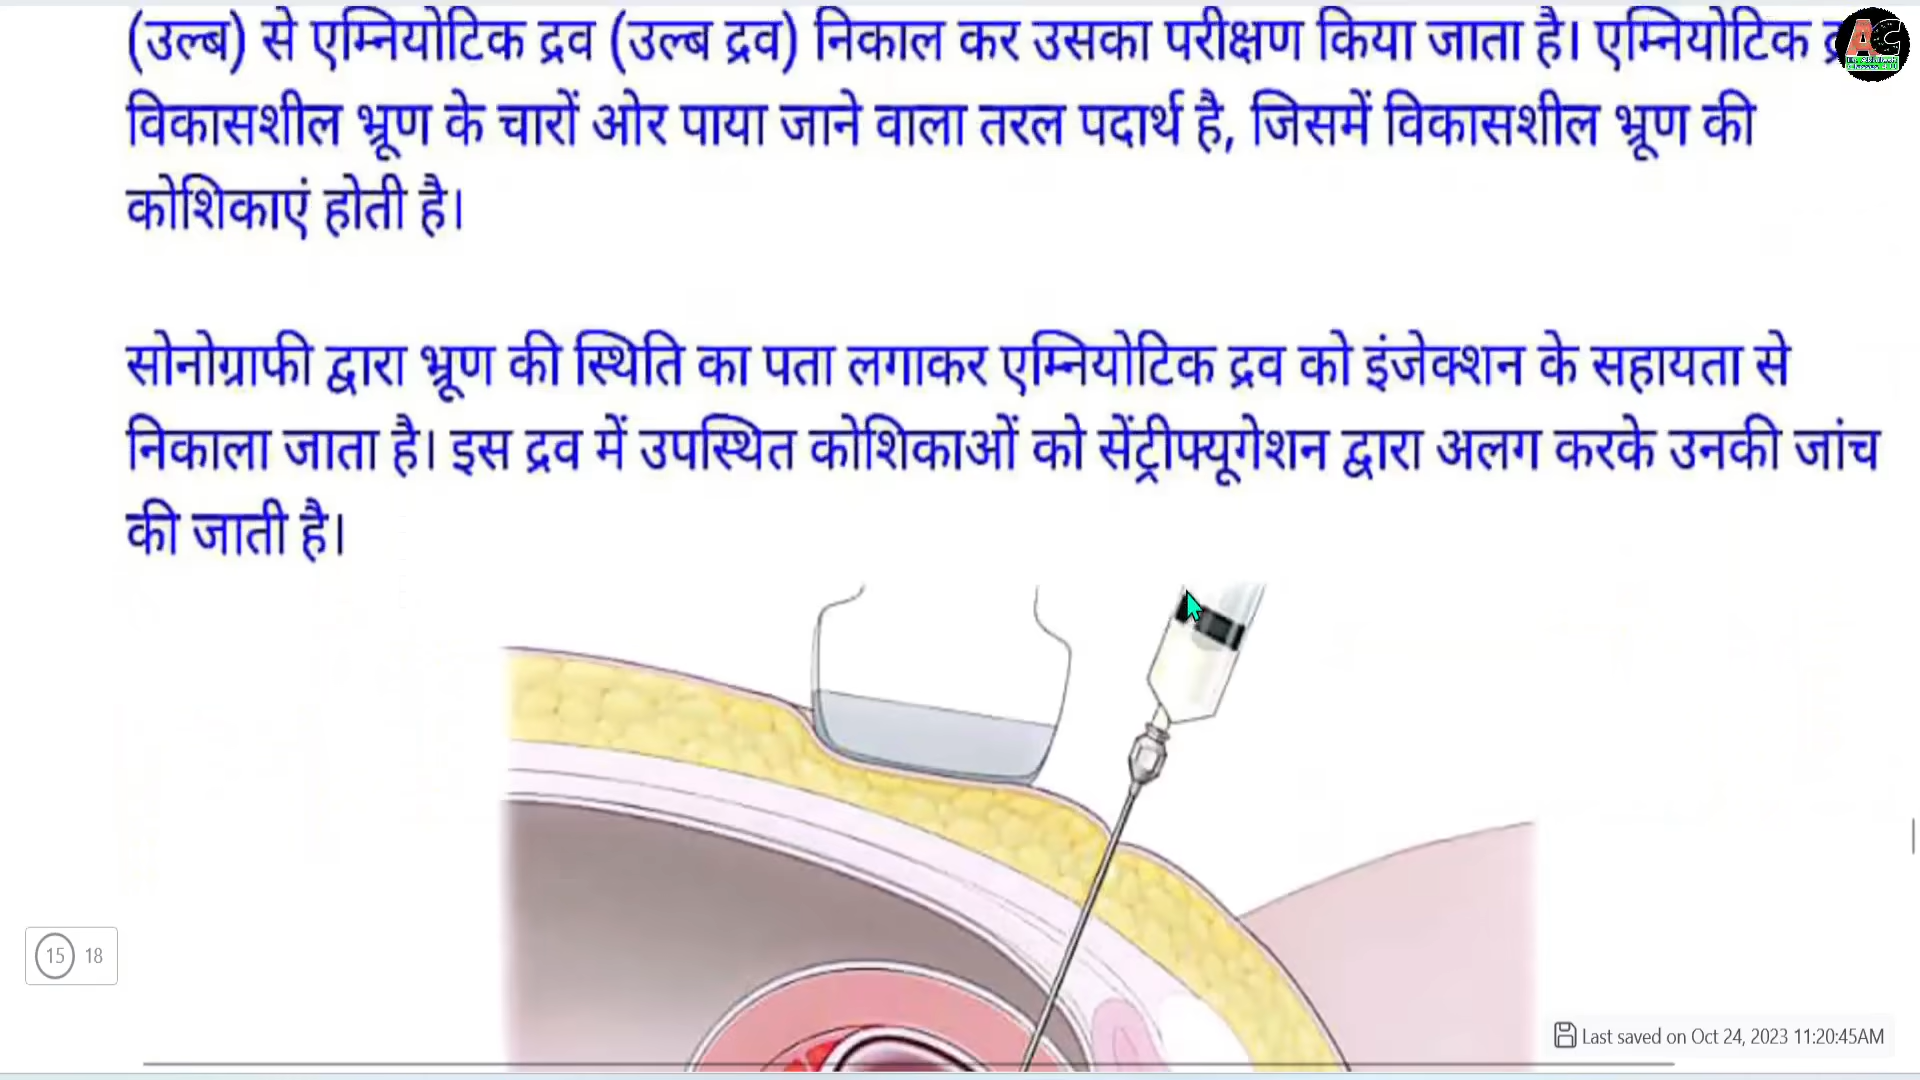 (उल्ब) से एम्नियोटिक द्रव (उल्ब द्रव) निकाल कर उसका परीक्षण किया जाता है। एम्नियोटिक
विकासशील भ्रूण के चारों ओर पाया जाने वाला तरल पदार्थ है, जिसमें विकासशील भ्रूण की
कोशिकाएं होती है।
सोनोग्राफी द्वारा भ्रूण की स्थिति का पता लगाकर एम्नियोटिक द्रव को इंजेक्शन के सहायता से
निकाला जाता है। इस द्रव में उपस्थित कोशिकाओं को सेंट्रीफ्यूगेशन द्वारा अलग करके उनकी जांच
की जाती है।
AC
15 18
Last saved on Oct 24, 2023 11:20:45AM